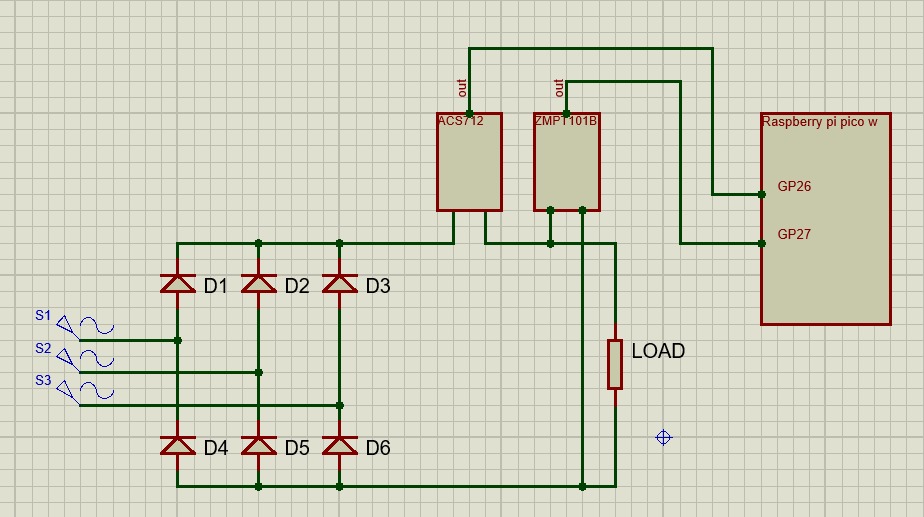 out
out
ACS712
ZMPT101B
Raspberry pi pico w
GP26
GP27
D1
D2
D3
S1
S2
S3
LOAD
D4
D5
D6